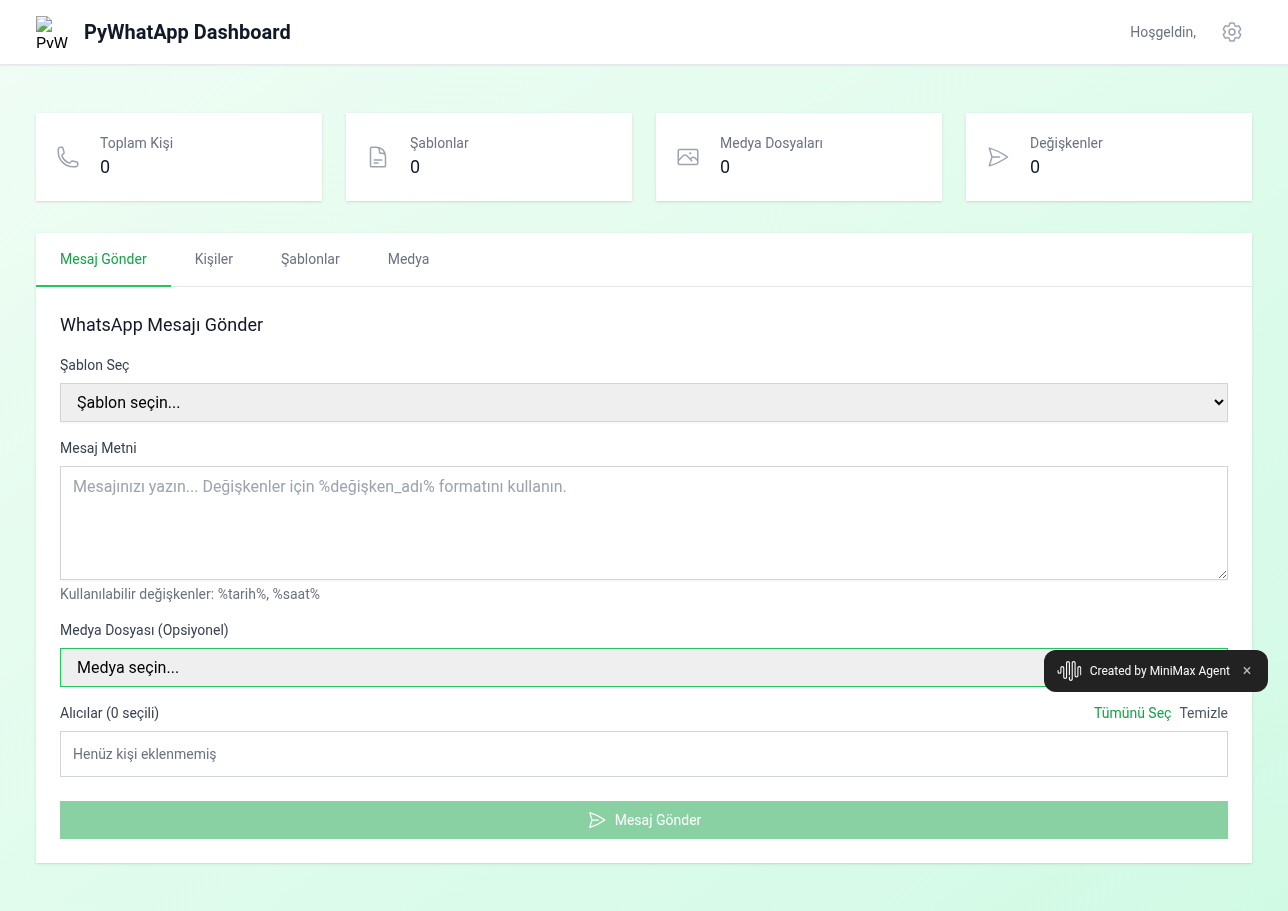 PyW
PyWhatApp Dashboard
Hoşgeldin,
Toplam Kişi
0
Şablonlar
0
Medya Dosyaları
0
Değişkenler
0
Mesaj Gönder
Kişiler
Şablonlar
Medya
WhatsApp Mesajı Gönder
Şablon Seç
Şablon seçin...
Mesaj Metni
Mesajınızı yazın... Değişkenler için %değişken_adı% formatını kullanın.
Kullanılabilir değişkenler: %tarih%, %saat%
Medya Dosyası (Opsiyonel)
Medya seçin...
Created by MiniMax Agent ×
Alıcılar (0 seçili)
Tümünü Seç Temizle
Henüz kişi eklenmemiş
Mesaj Gönder